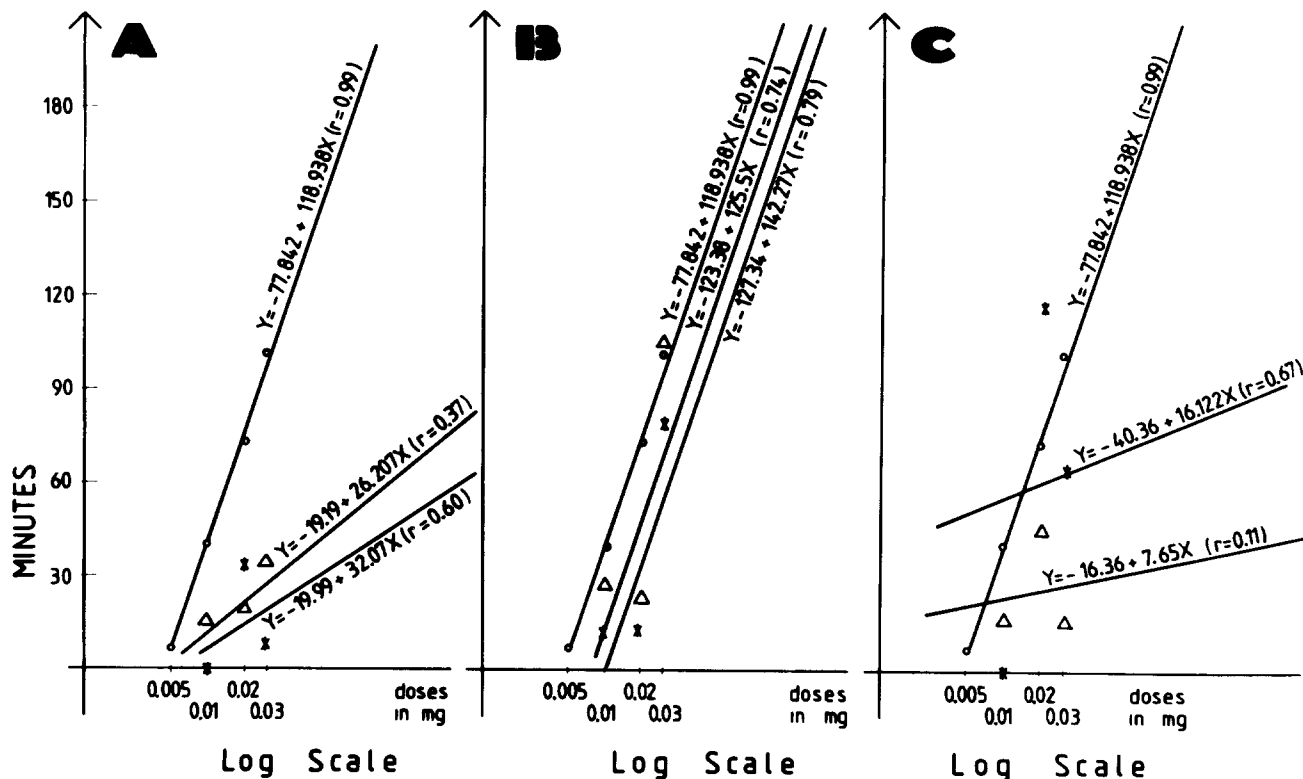 A
B
C
MINUTES
180
150
120
90
60
30
Y=-77.842 + 118.938X (r=0.99)
Y=-19.19+ 26.207X (r=0.37)
Y=-19.99 + 32.07X (r=0.60)
0.005 0.02 doses
0.01 0.03 in mg
Log Scale
Y=-77.842 + 118.938X (r=0.99)
Y=-123.38 + 125.5X (r=0.74)
Y=-127.34 + 142.27X (r=0.79)
0.005 0.02 doses
0.01 0.03 in mg
Log Scale
Y=-77.842+118.938X (r=0.99)
Y=-40.36 + 16.122X (r=0.67)
Y=-16.36 + 7.65X (r=0.11)
0.005 0.02 doses
0.01 0.03 in mg
Log Scale